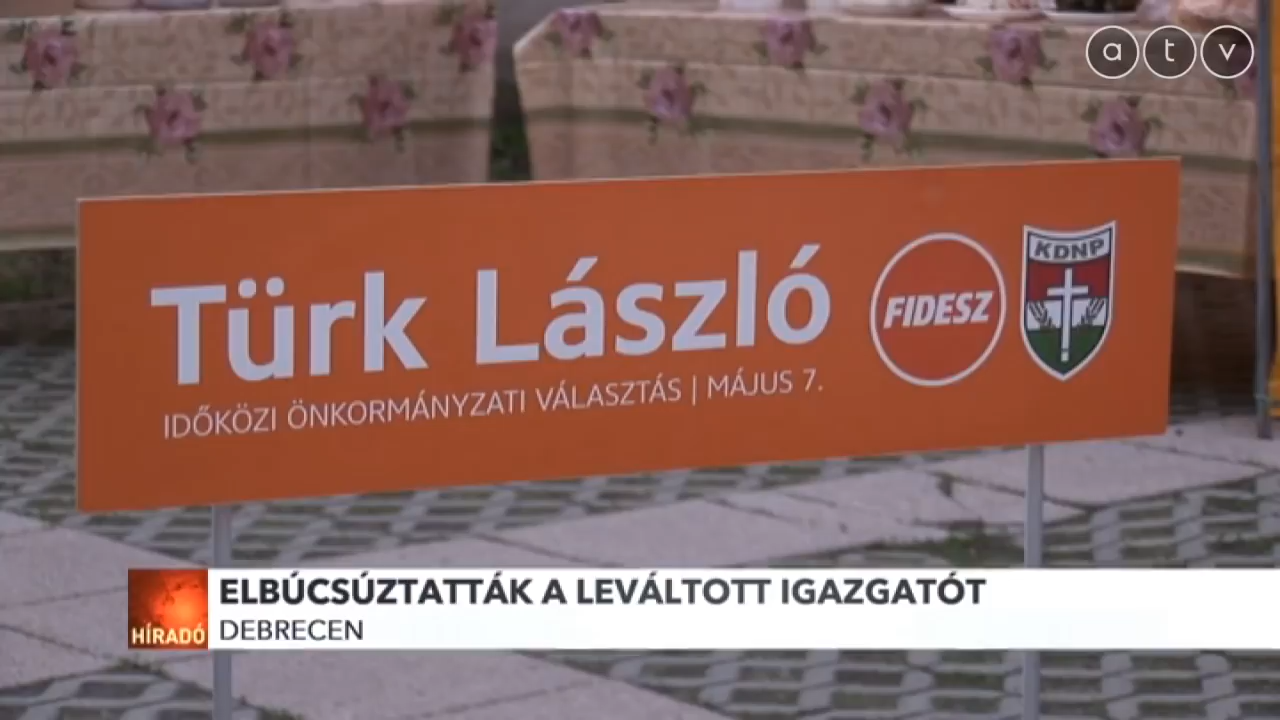 atv
Türk László
IDŐKÖZI ÖNKORMÁNYZATI VÁLASZTÁS | MÁJUS 7.
FIDESZ
KDNP
ELBÚCSÚZTATTÁK A LEVÁLTOTT IGAZGATÓT
HÍRADÓ
DEBRECEN